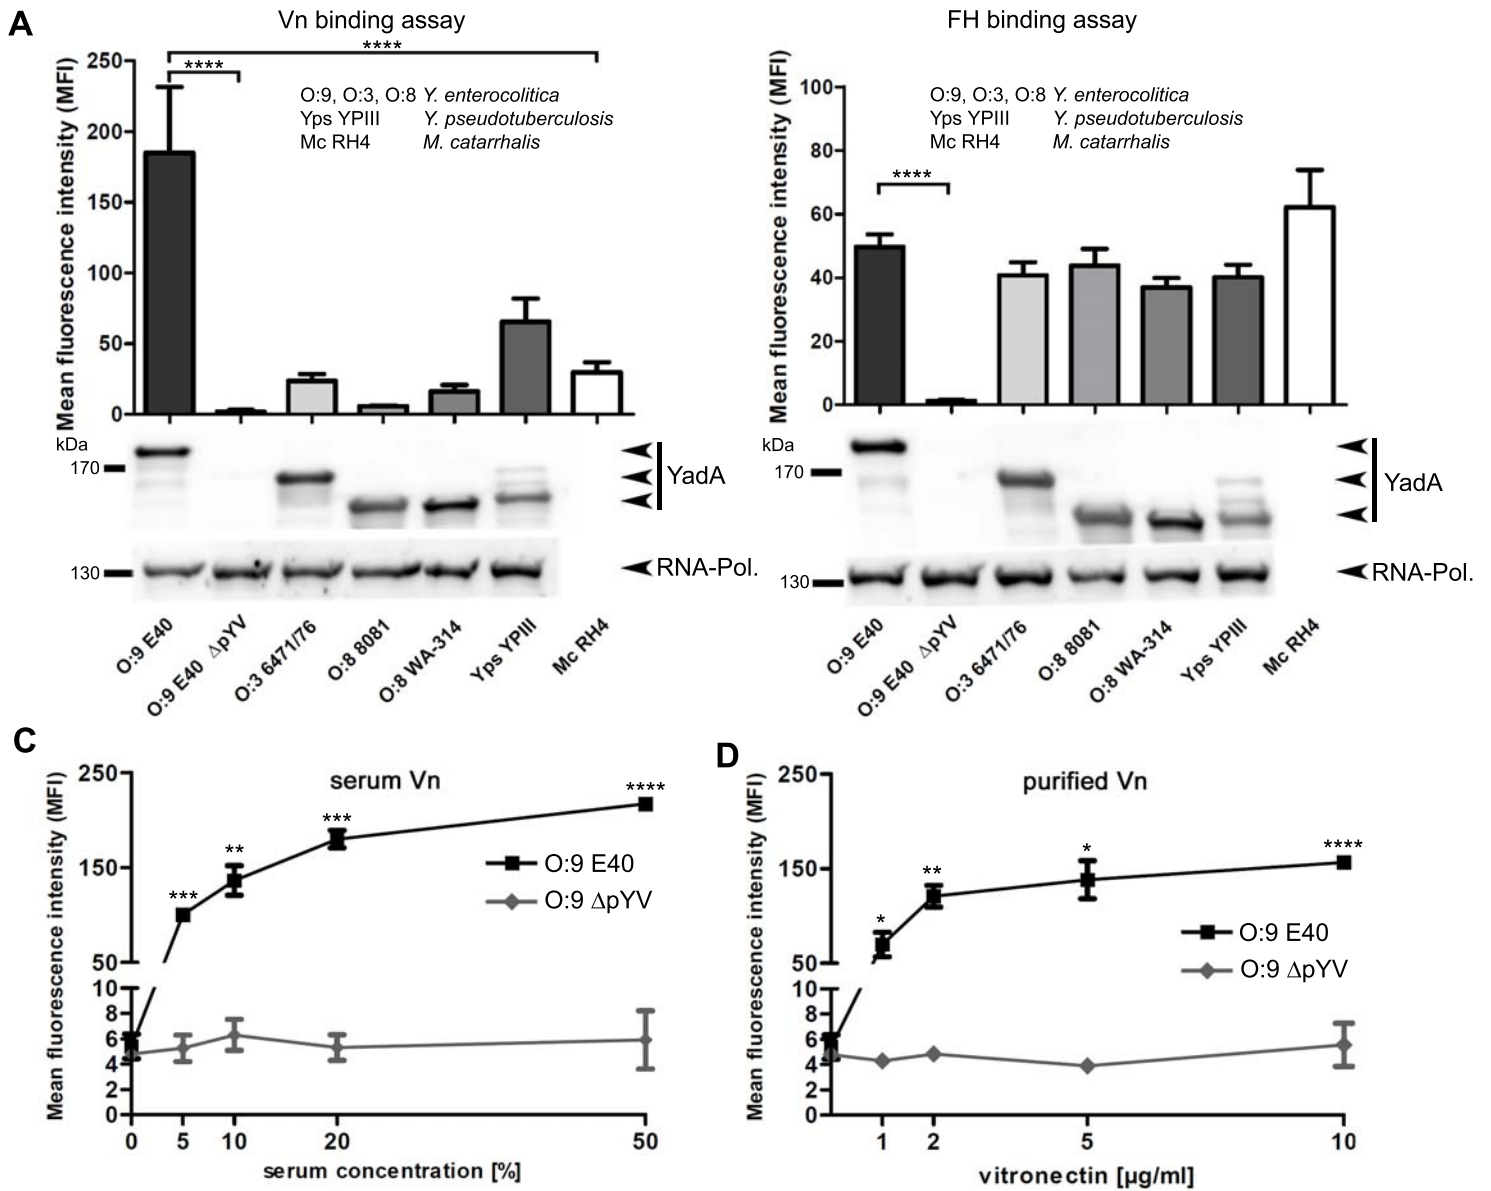 A
Vn binding assay
FH binding assay
Mean fluorescence intensity (MFI)
250
200
150
100
50
0
****
****
O:9, O:3, O:8 Y. enterocolitica
Yps YPIII Y. pseudotuberculosis
Mc RH4 M. catarrhalis
kDa
170
YadA
130
RNA-Pol.
O:9 E40
O:9 E40 ΔpYV
O:3 6471/76
O:8 8081
O:8 WA-314
Yps YPIII
Mc RH4
Mean fluorescence intensity (MFI)
100
80
60
40
20
0
****
O:9, O:3, O:8 Y. enterocolitica
Yps YPIII Y. pseudotuberculosis
Mc RH4 M. catarrhalis
kDa
170
YadA
130
RNA-Pol.
O:9 E40
O:9 E40 ΔpYV
O:3 6471/76
O:8 8081
O:8 WA-314
Yps YPIII
Mc RH4
C
serum Vn
Mean fluorescence intensity (MFI)
250
150
50
10
8
6
4
2
0
***
**
***
****
O:9 E40
O:9 ΔpYV
0 5 10 20 50
serum concentration [%]
D
purified Vn
Mean fluorescence intensity (MFI)
250
150
50
10
8
6
4
2
0
*
**
*
****
O:9 E40
O:9 ΔpYV
1 2 5 10
vitronectin [µg/ml]